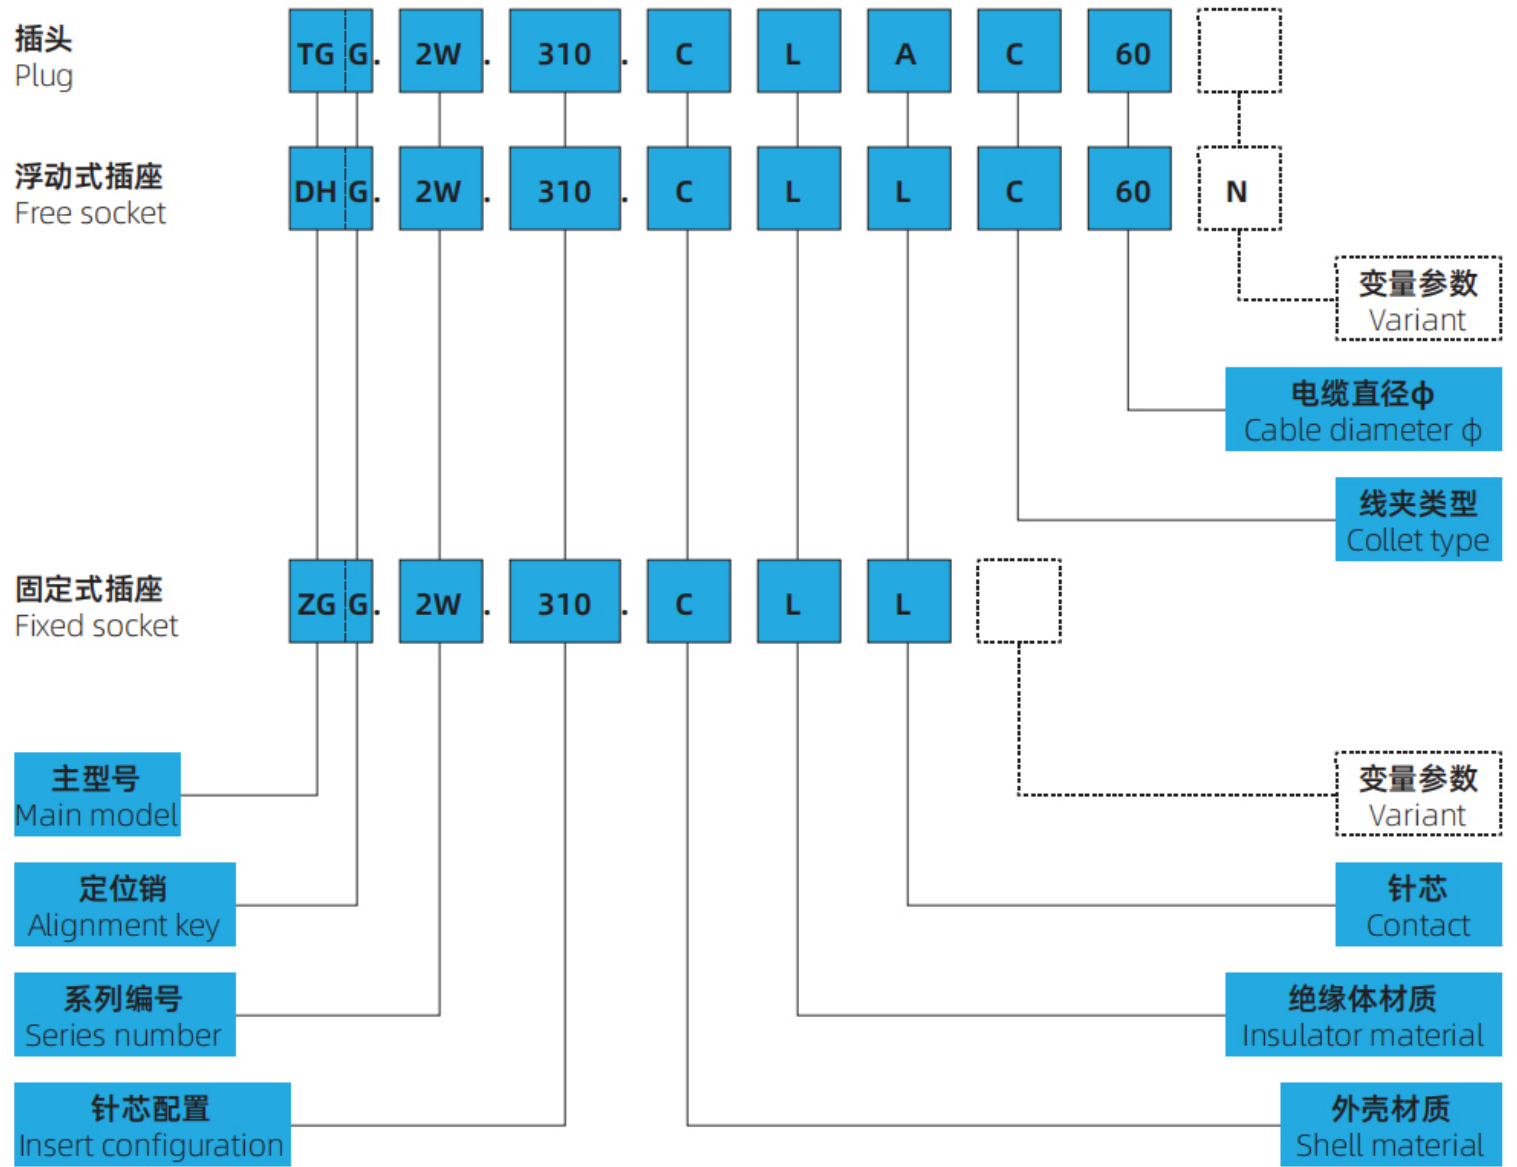 插头
Plug
TG G. 2W. 310. C L A C 60
浮动式插座
Free socket
DH G. 2W. 310. C L L C 60 N
变量参数
Variant
电缆直径ф
Cable diameter ф
线夹类型
Collet type
固定式插座
Fixed socket
ZG G. 2W. 310. C L L
主型号
Main model
变量参数
Variant
定位销
Alignment key
针芯
Contact
系列编号
Series number
绝缘体材质
Insulator material
针芯配置
Insert configuration
外壳材质
Shell material